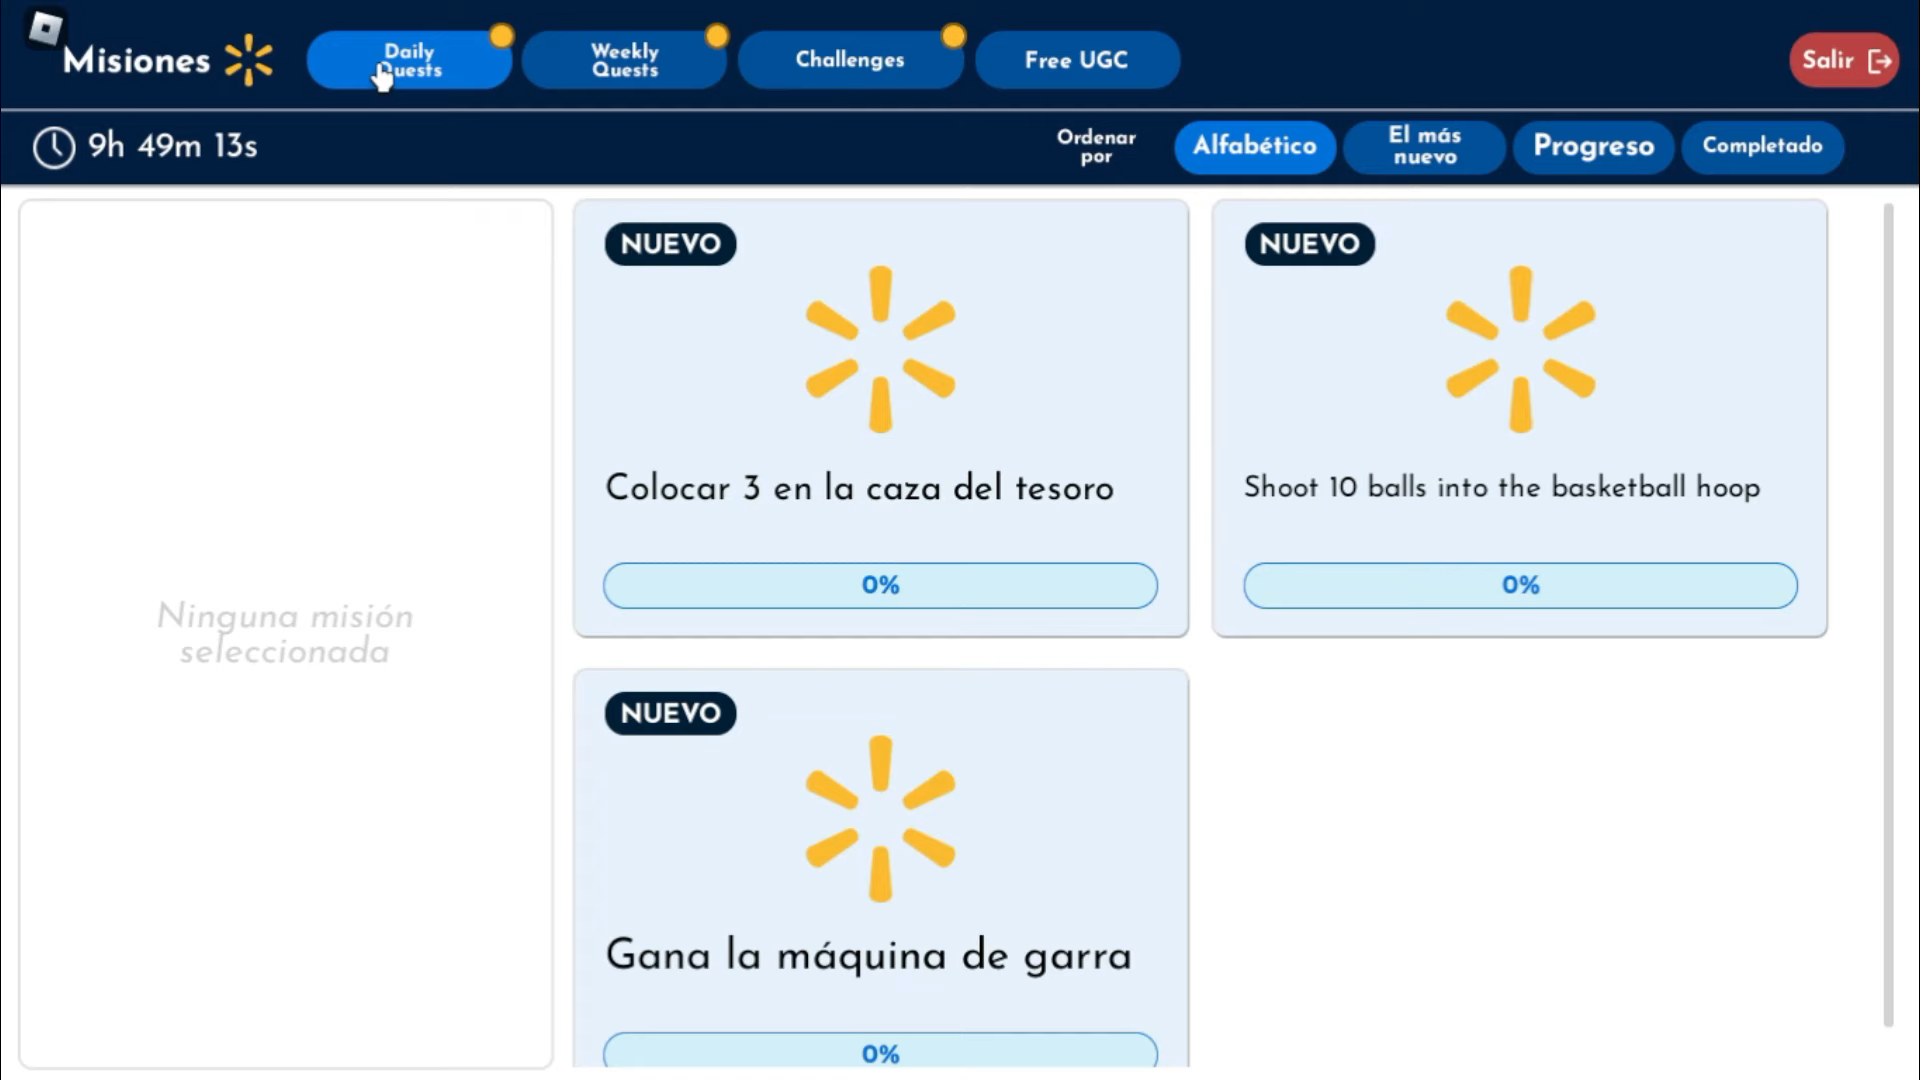 Misiones
Daily
Quests
Weekly
Quests
Challenges
Free UGC
Salir
9h 49m 13s
Ordenar
por
Alfabético
El más
nuevo
Progreso
Completado
Ninguna misión
seleccionada
NUEVO
Colocar 3 en la caza del tesoro
0%
NUEVO
Shoot 10 balls into the basketball hoop
0%
NUEVO
Gana la máquina de garra
0%